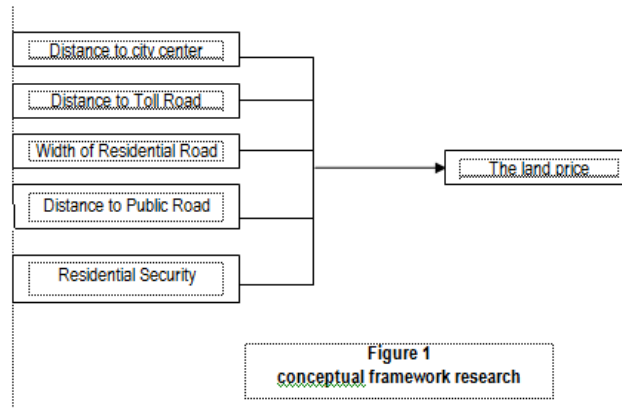 Distance to city center
Distance to Toll Road
Width of Residential Road
The land price
Distance to Public Road
Residential Security
Figure 1
conceptual framework research